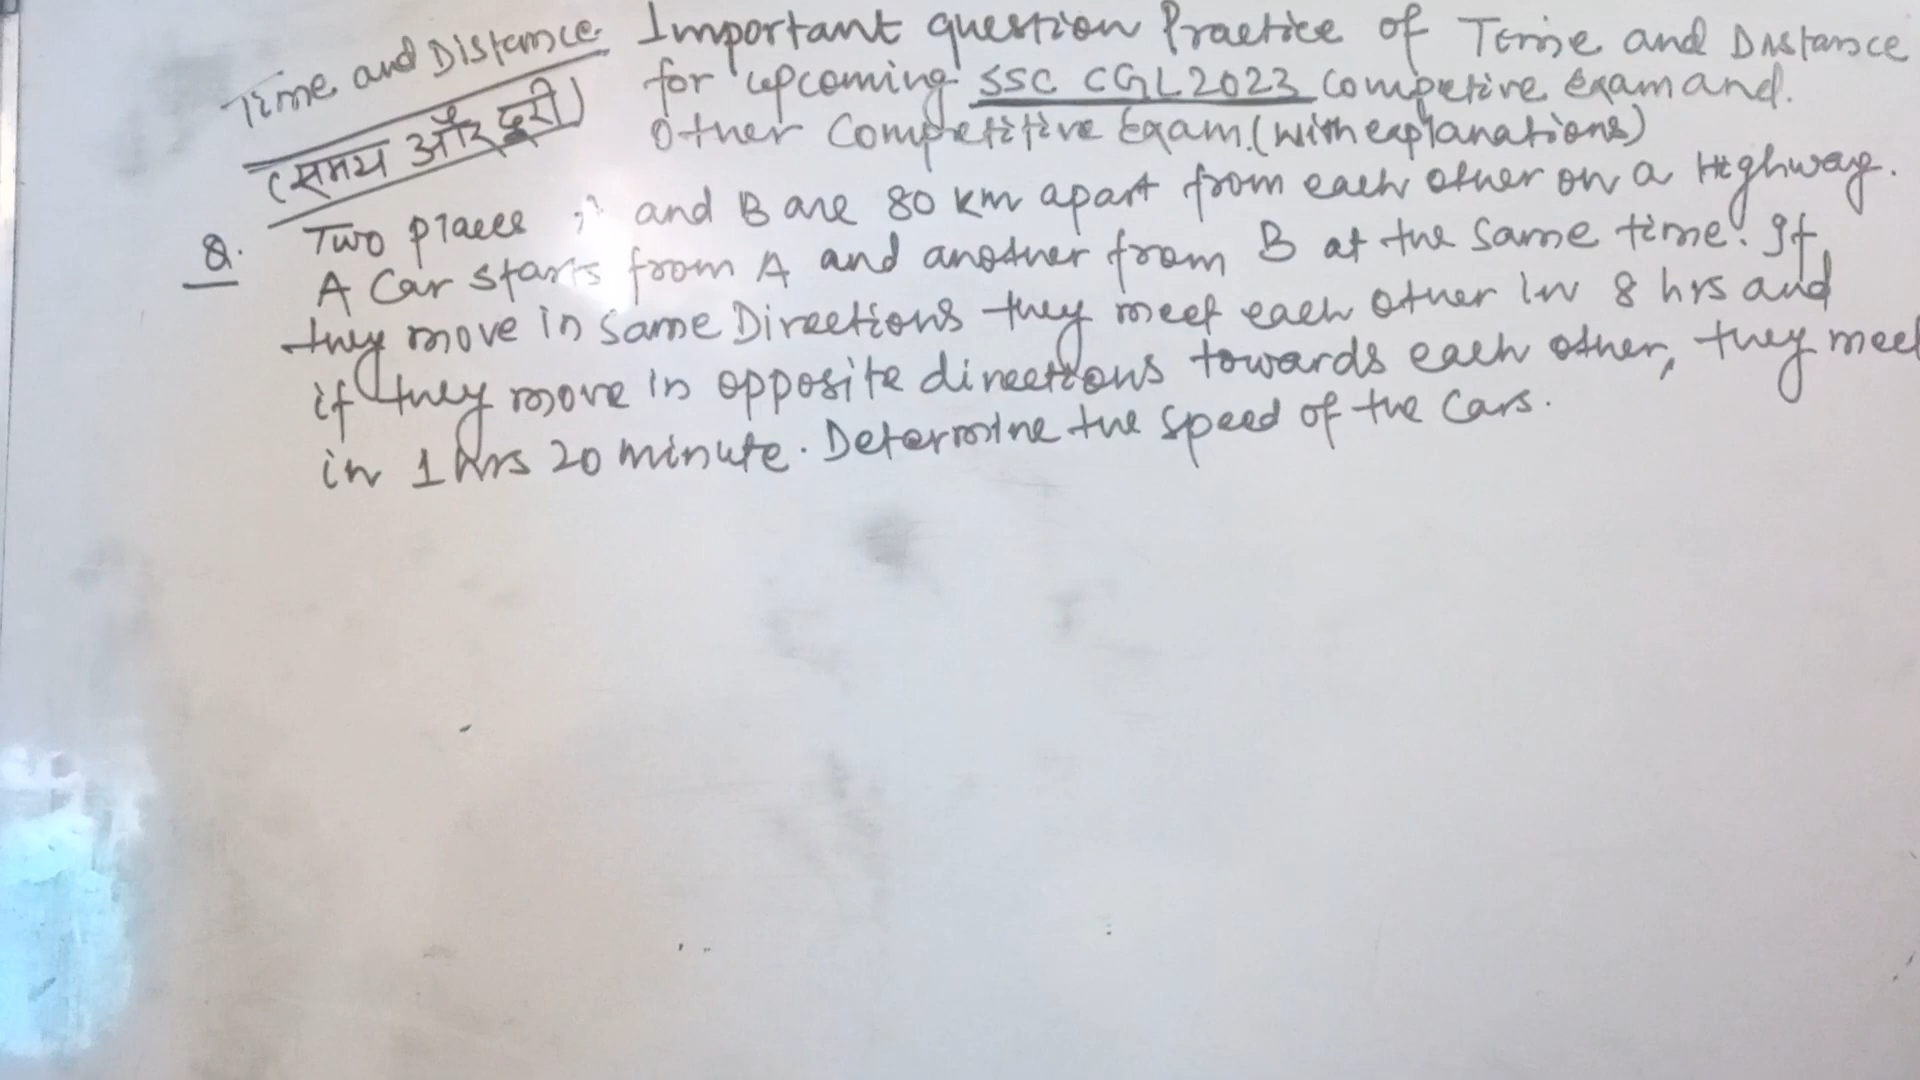 Time and Distance
(समय और दूरी)
Important question Practice of Time and Distance
for upcoming SSC CGL 2023 Competive Exam and.
Other Competitive Exam. (with explanations)
Q. Two places and B are 80 km apart from each other on a Highway.
A Car starts from A and another from B at the same time. If
they move in same Directions they meet each other in 8 hrs and
if they move in opposite directions towards each other, they meet
in 1 hrs 20 minute. Determine the speed of the cars.